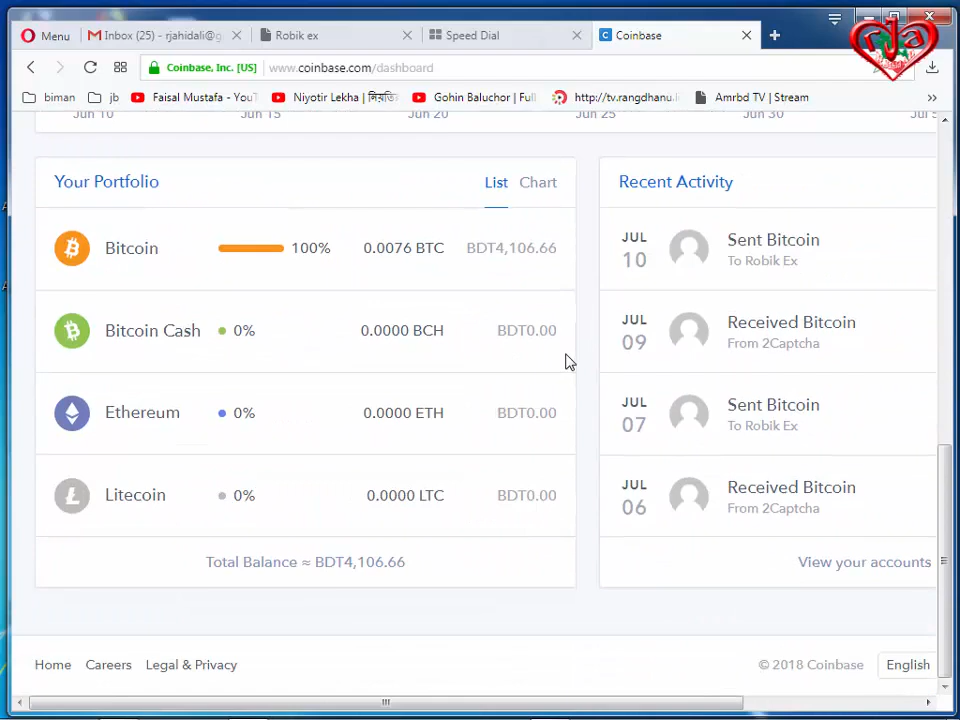 Menu
Inbox (25) - rjahidali@g
Robik ex
Speed Dial
Coinbase
rja
Coinbase, Inc. [US]
www.coinbase.com/dashboard
biman
jb
Faisal Mustafa - YouT
Niyotir Lekha | নিয়তি
Gohin Baluchor | Full
http://tv.rangdhanu.l
Amrbd TV | Stream
Jun 10
Jun 15
Jun 20
Jun 25
Jun 30
Jul 5
Your Portfolio
List
Chart
Bitcoin
100%
0.0076 BTC
BDT4,106.66
Bitcoin Cash
0%
0.0000 BCH
BDT0.00
Ethereum
0%
0.0000 ETH
BDT0.00
Litecoin
0%
0.0000 LTC
BDT0.00
Total Balance ≈ BDT4,106.66
Recent Activity
JUL
10
Sent Bitcoin
To Robik Ex
JUL
09
Received Bitcoin
From 2Captcha
JUL
07
Sent Bitcoin
To Robik Ex
JUL
06
Received Bitcoin
From 2Captcha
View your accounts
Home
Careers
Legal & Privacy
© 2018 Coinbase
English